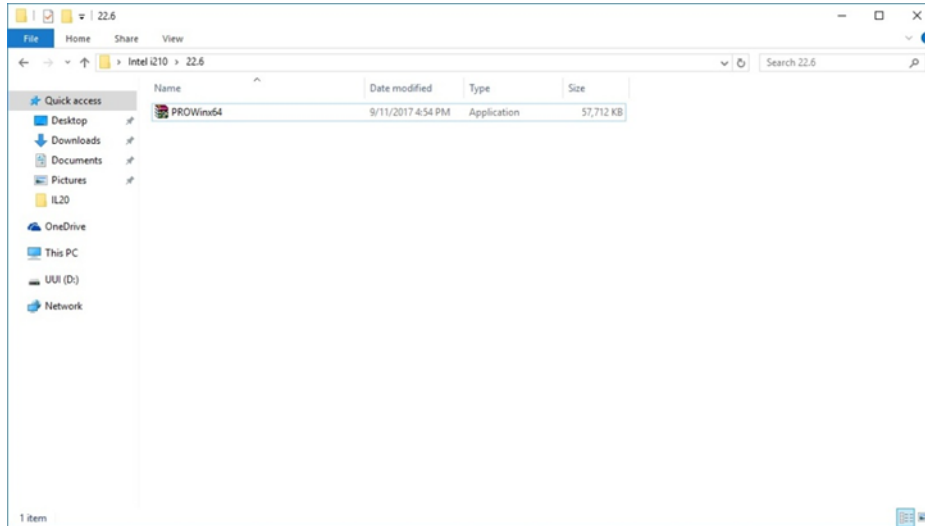 22.6
File Home Share View
Intel i210 > 22.6
Search 22.6
Name Date modified Type Size
PROWinx64 9/11/2017 4:54 PM Application 57,712 KB
Quick access
Desktop
Downloads
Documents
Pictures
IL20
OneDrive
This PC
UUI (D:)
Network
1 item